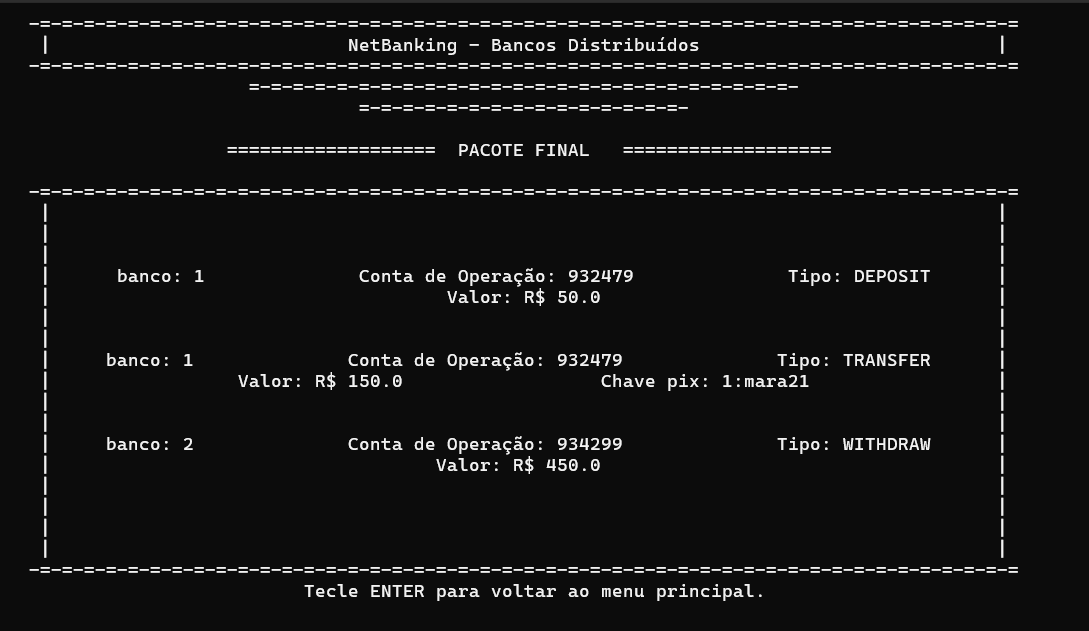 -=-=-=-=-=-=-=-=-=-=-=-=-=-=-=-=-=-=-=-=-=-=-=-=-=-=-=-=-=-=-=-=-=-=-=-=-=-=-=-=-=-=-=-=-=
| NetBanking - Bancos Distribuídos |
-=-=-=-=-=-=-=-=-=-=-=-=-=-=-=-=-=-=-=-=-=-=-=-=-=-=-=-=-=-=-=-=-=-=-=-=-=-=-=-=-=-=-=-=-=
=-=-=-=-=-=-=-=-=-=-=-=-=-=-=-=-=-=-=-=-=-=-=-=-=-
=-=-=-=-=-=-=-=-=-=-=-=-=-=-=-
=================== PACOTE FINAL ===================
-=-=-=-=-=-=-=-=-=-=-=-=-=-=-=-=-=-=-=-=-=-=-=-=-=-=-=-=-=-=-=-=-=-=-=-=-=-=-=-=-=-=-=-=-=
| |
| |
| |
| banco: 1 Conta de Operação: 932479 Tipo: DEPOSIT |
| Valor: R$ 50.0 |
| |
| |
| banco: 1 Conta de Operação: 932479 Tipo: TRANSFER |
| Valor: R$ 150.0 Chave pix: 1:mara21 |
| |
| |
| banco: 2 Conta de Operação: 934299 Tipo: WITHDRAW |
| Valor: R$ 450.0 |
| |
| |
| |
| |
-=-=-=-=-=-=-=-=-=-=-=-=-=-=-=-=-=-=-=-=-=-=-=-=-=-=-=-=-=-=-=-=-=-=-=-=-=-=-=-=-=-=-=-=-=
Tecle ENTER para voltar ao menu principal.